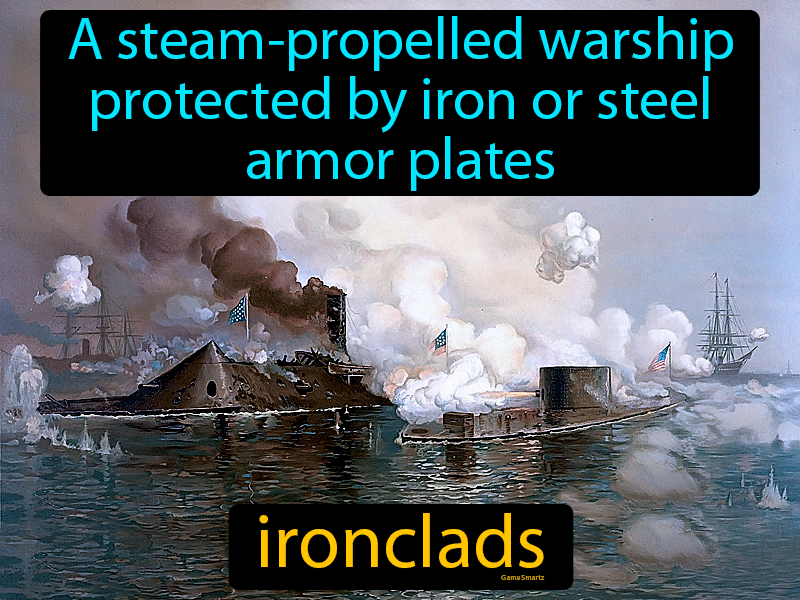 A steam-propelled warship
protected by iron or steel
armor plates
ironclads
GameSmartz